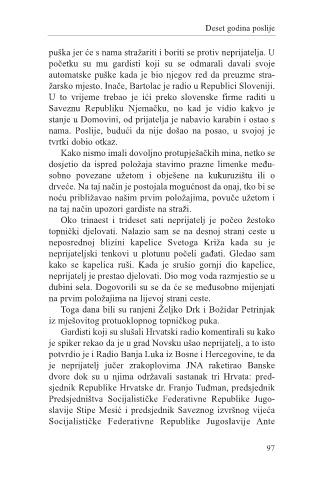 Deset godina poslije
puška jer će s nama stražariti i boriti se protiv neprijatelja. U
početku su mu gardisti koji su se odmarali davali svoje
automatske puške kada je bio njegov red da preuzme stra-
žarsko mjesto. Inače, Bartolac je radio u Republici Sloveniji.
U to vrijeme trebao je ići preko slovenske firme raditi u
Saveznu Republiku Njemačku, no kad je vidio kakvo je
stanje u Domovini, od prijatelja je nabavio karabin i ostao s
nama. Poslije, budući da nije došao na posao, u svojoj je
tvrtki dobio otkaz.
Kako nismo imali dovoljno protupješačkih mina, netko se
dosjetio da ispred položaja stavimo prazne limenke među-
sobno povezane užetom i obješene na kukuruzištu ili o
drveće. Na taj način je postojala mogućnost da onaj, tko bi se
noću približavao našim prvim položajima, povuče užetom i
na taj način upozori gardiste na straži.
Oko trinaest i trideset sati neprijatelj je počeo žestoko
topnički djelovati. Nalazio sam se na desnoj strani ceste u
neposrednoj blizini kapelice Svetoga Križa kada su je
neprijateljski tenkovi u plotunu počeli gađati. Gledao sam
kako se kapelica ruši. Kada je srušio gornji dio kapelice,
neprijatelj je prestao djelovati. Dio mog voda razmjestio se u
dubini sela. Dogovorili su se da će se međusobno mijenjati
na prvim položajima na lijevoj strani ceste.
Toga dana bili su ranjeni Željko Drk i Božidar Petrinjak
iz mješovitog protuoklopnog topničkog puka.
Gardisti koji su slušali Hrvatski radio komentirali su kako
je spiker rekao da je u grad Novsku ušao neprijatelj, a to isto
potvrdio je i Radio Banja Luka iz Bosne i Hercegovine, te da
je neprijatelj jučer zrakoplovima JNA raketirao Banske
dvore dok su u njima održavali sastanak tri Hrvata: pred-
sjednik Republike Hrvatske dr. Franjo Tuđman, predsjednik
Predsjedništva Socijalističke Federativne Republike Jugo-
slavije Stipe Mesić i predsjednik Saveznog izvršnog vijeća
Socijalističke Federativne Republike Jugoslavije Ante
97